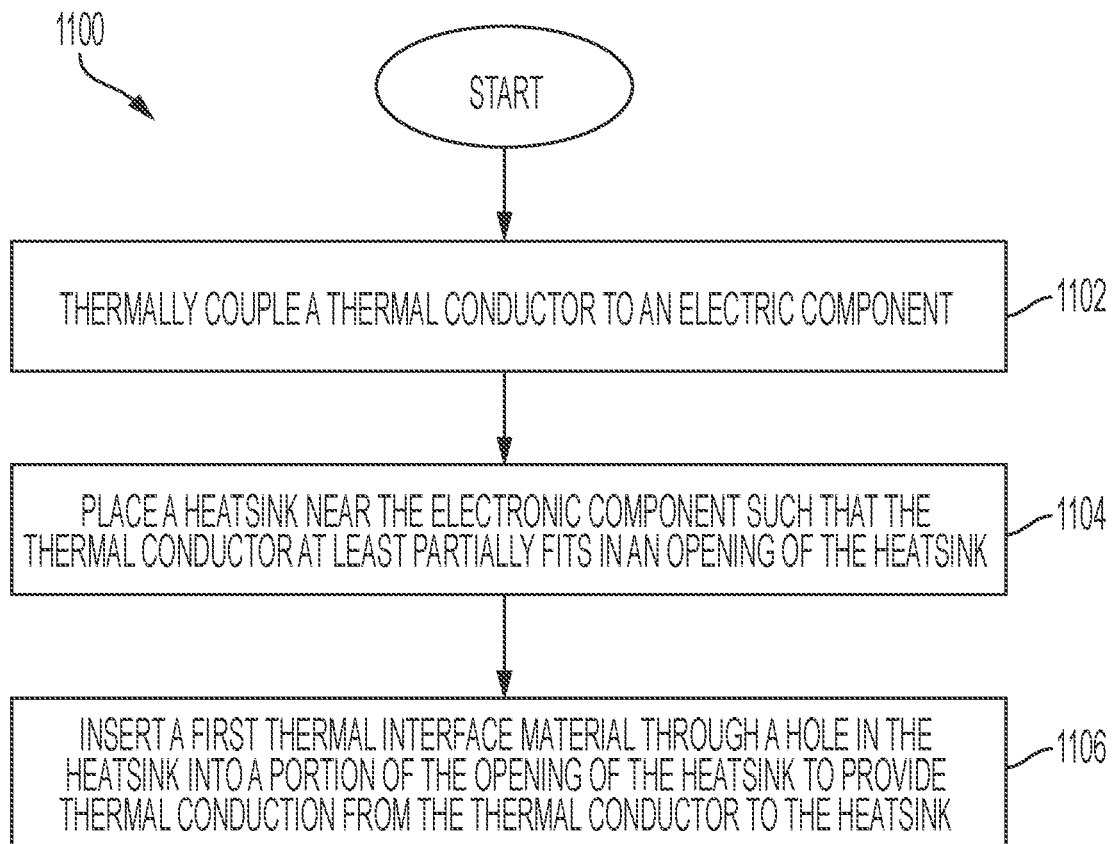 1100
START
THERMALLY COUPLE A THERMAL CONDUCTOR TO AN ELECTRIC COMPONENT
1102
PLACE A HEATSINK NEAR THE ELECTRONIC COMPONENT SUCH THAT THE
THERMAL CONDUCTOR AT LEAST PARTIALLY FITS IN AN OPENING OF THE HEATSINK
1104
INSERT A FIRST THERMAL INTERFACE MATERIAL THROUGH A HOLE IN THE
HEATSINK INTO A PORTION OF THE OPENING OF THE HEATSINK TO PROVIDE
THERMAL CONDUCTION FROM THE THERMAL CONDUCTOR TO THE HEATSINK
1106